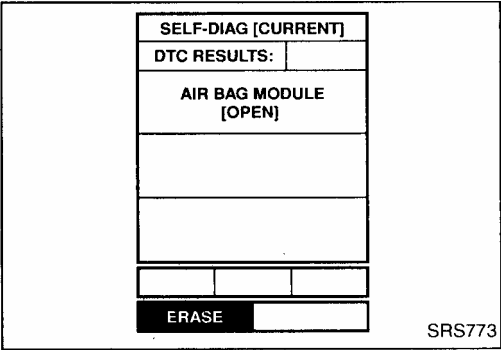 SELF-DIAG [CURRENT]
DTC RESULTS:
AIR BAG MODULE
[OPEN]
ERASE
SRS773